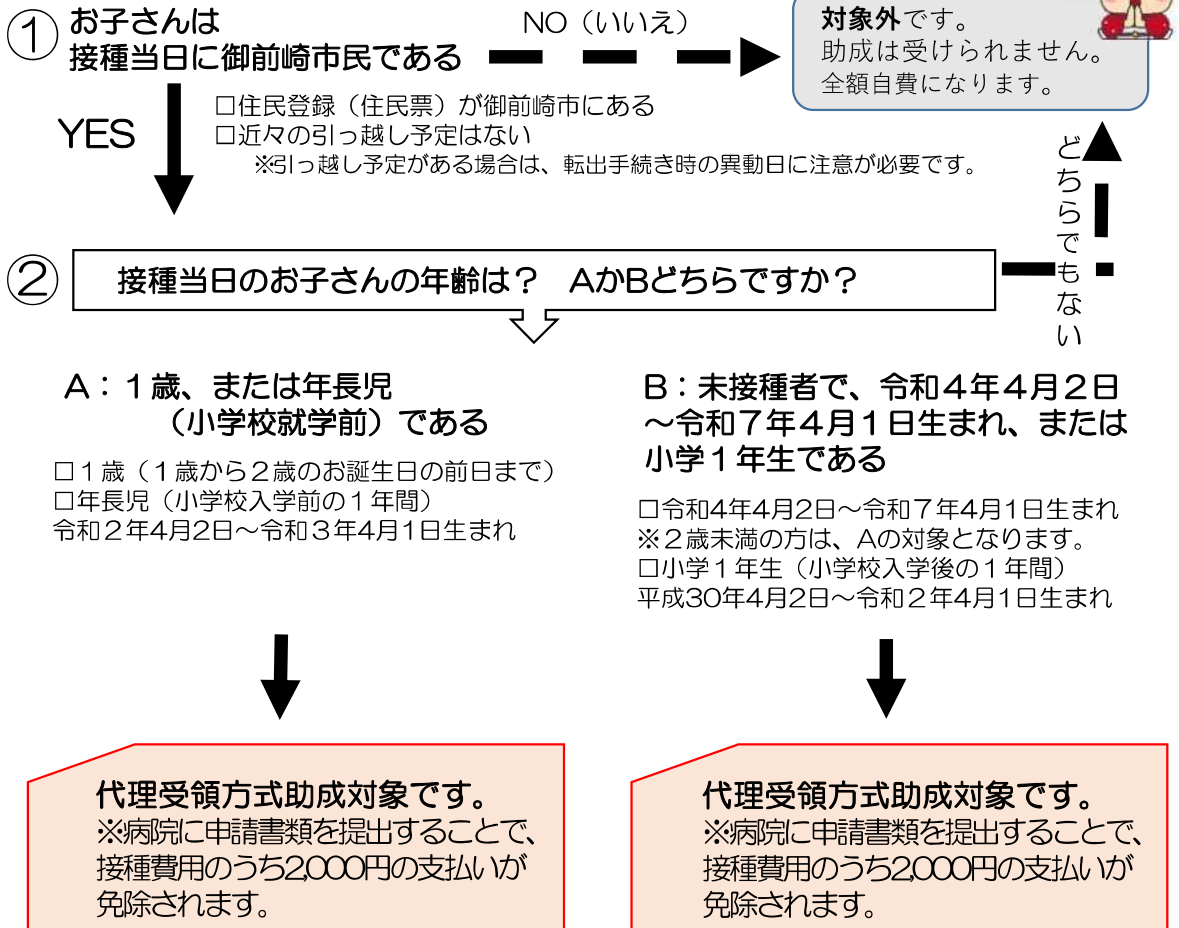 ① お子さんは
接種当日に御前崎市民である
NO（いいえ）
対象外です。
助成は受けられません。
全額自費になります。
YES
□住民登録（住民票）が御前崎市にある
□近々の引っ越し予定はない
※引っ越し予定がある場合は、転出手続き時の異動日に注意が必要です。
どちらでもない
② 接種当日のお子さんの年齢は？　AかBどちらですか？
A：１歳、または年長児
（小学校就学前）である
□１歳（１歳から２歳のお誕生日の前日まで）
□年長児（小学校入学前の１年間）
令和２年4月2日～令和３年4月1日生まれ
B：未接種者で、令和４年４月２日
～令和７年４月１日生まれ、または
小学１年生である
□令和4年4月2日～令和７年4月1日生まれ
※２歳未満の方は、Aの対象となります。
□小学１年生（小学校入学後の１年間）
平成30年4月2日～令和２年4月1日生まれ
代理受領方式助成対象です。
※病院に申請書類を提出することで、
接種費用のうち2,000円の支払いが
免除されます。
代理受領方式助成対象です。
※病院に申請書類を提出することで、
接種費用のうち2,000円の支払いが
免除されます。